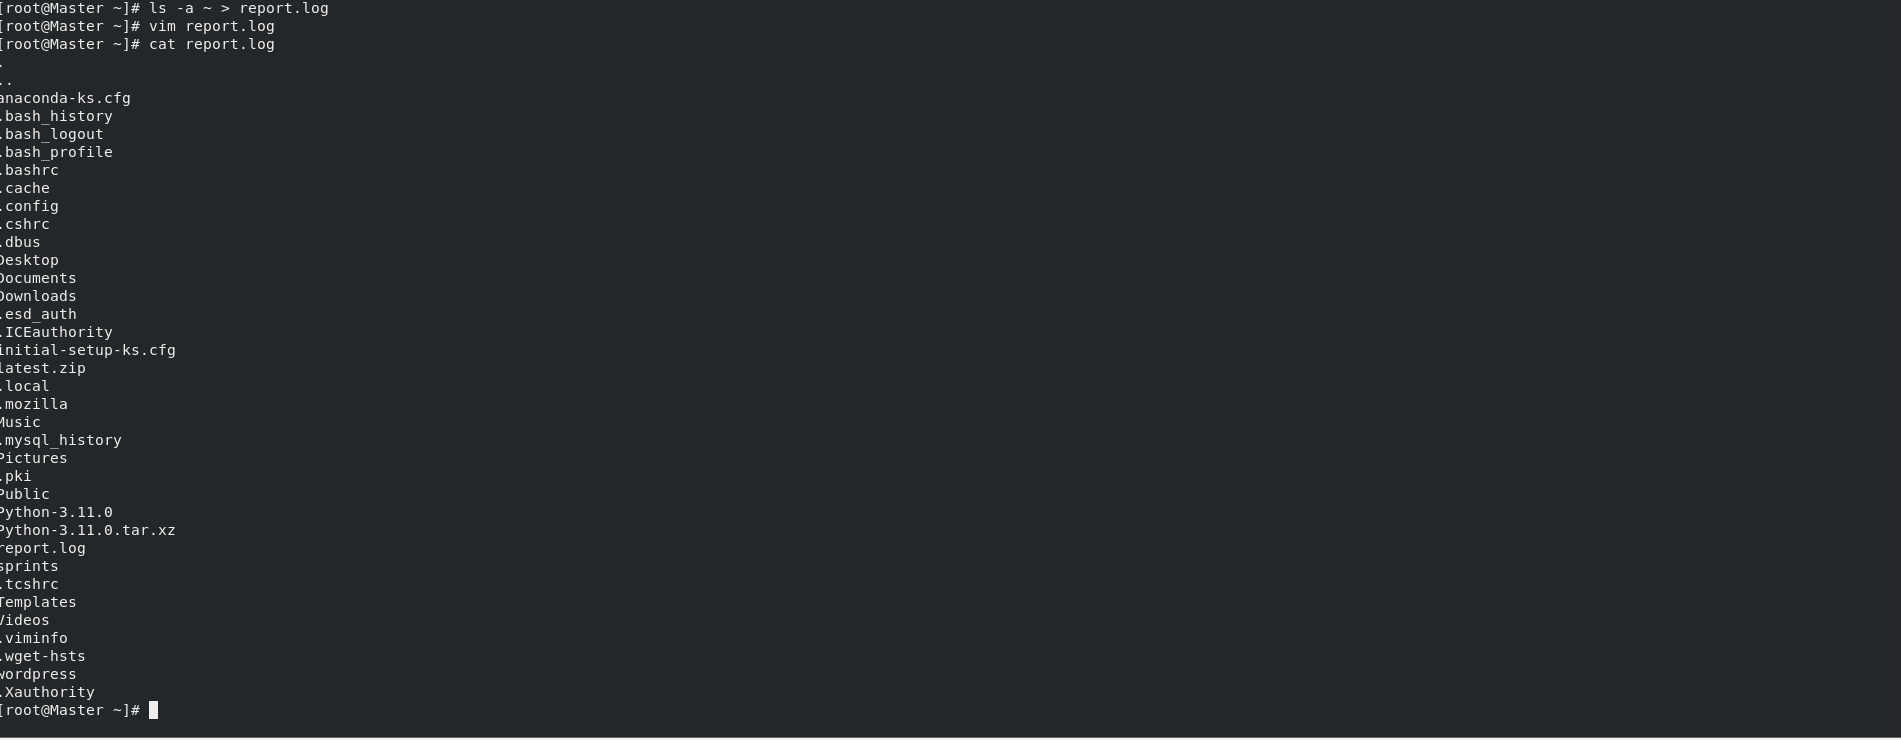 [root@Master ~]# ls -a ~ > report.log
[root@Master ~]# vim report.log
[root@Master ~]# cat report.log
.
..
anaconda-ks.cfg
.bash_history
.bash_logout
.bash_profile
.bashrc
.cache
.config
.cshrc
.dbus
Desktop
Documents
Downloads
.esd_auth
.ICEauthority
initial-setup-ks.cfg
latest.zip
.local
.mozilla
Music
.mysql_history
Pictures
.pki
Public
Python-3.11.0
Python-3.11.0.tar.xz
report.log
sprints
.tcshrc
Templates
Videos
.viminfo
.wget-hsts
wordpress
.Xauthority
[root@Master ~]#